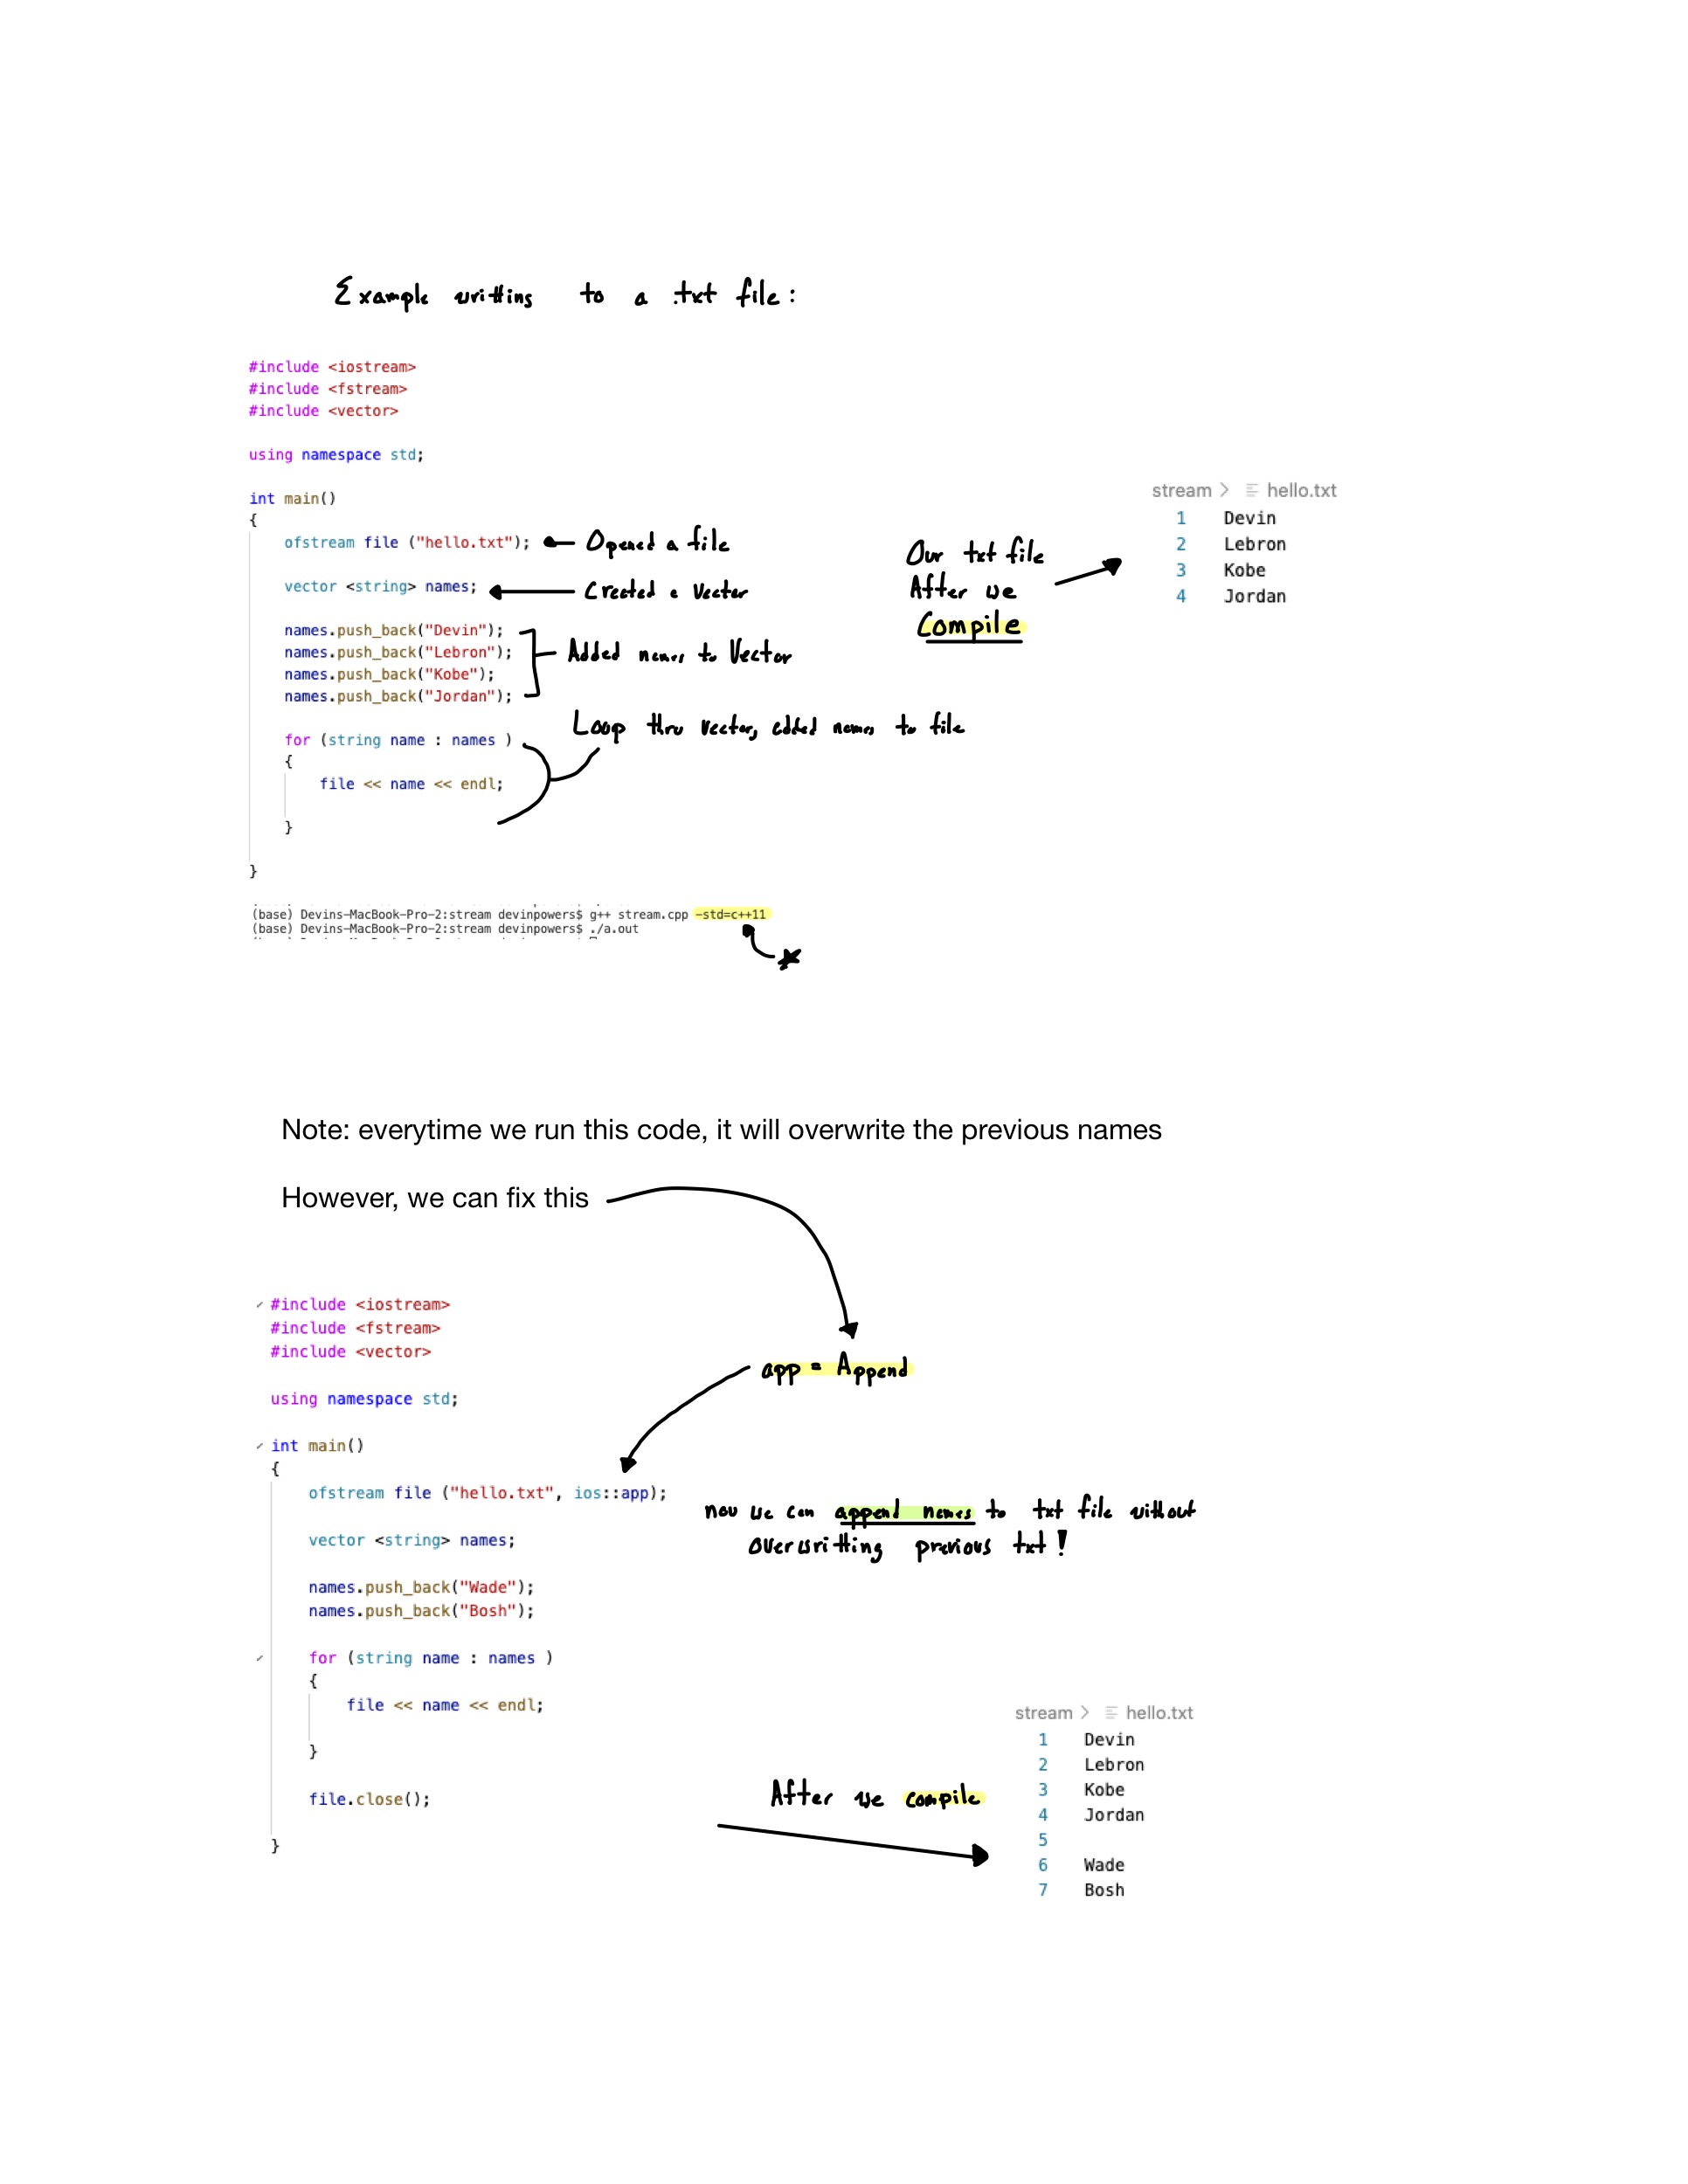 Example writting to a .txt file:
#include <iostream>
#include <fstream>
#include <vector>
using namespace std;
int main()
{
ofstream file ("hello.txt");
Opened a file
vector <string> names;
Created a Vector
names.push_back("Devin");
names.push_back("Lebron");
names.push_back("Kobe");
names.push_back("Jordan");
Added names to Vector
Loop thru vector, added names to file
for (string name : names )
{
file << name << endl;
}
}
Our txt file
After we
Compile
stream > hello.txt
1 Devin
2 Lebron
3 Kobe
4 Jordan
(base) Devins-MacBook-Pro-2:stream devinpowers$ g++ stream.cpp -std=c++11
(base) Devins-MacBook-Pro-2:stream devinpowers$ ./a.out
Note: everytime we run this code, it will overwrite the previous names
However, we can fix this
app = Append
#include <iostream>
#include <fstream>
#include <vector>
using namespace std;
int main()
{
ofstream file ("hello.txt", ios::app);
now we can append names to txt file without
overwritting previous txt!
vector <string> names;
names.push_back("Wade");
names.push_back("Bosh");
for (string name : names )
{
file << name << endl;
}
file.close();
}
After we compile
stream > hello.txt
1 Devin
2 Lebron
3 Kobe
4 Jordan
5
6 Wade
7 Bosh